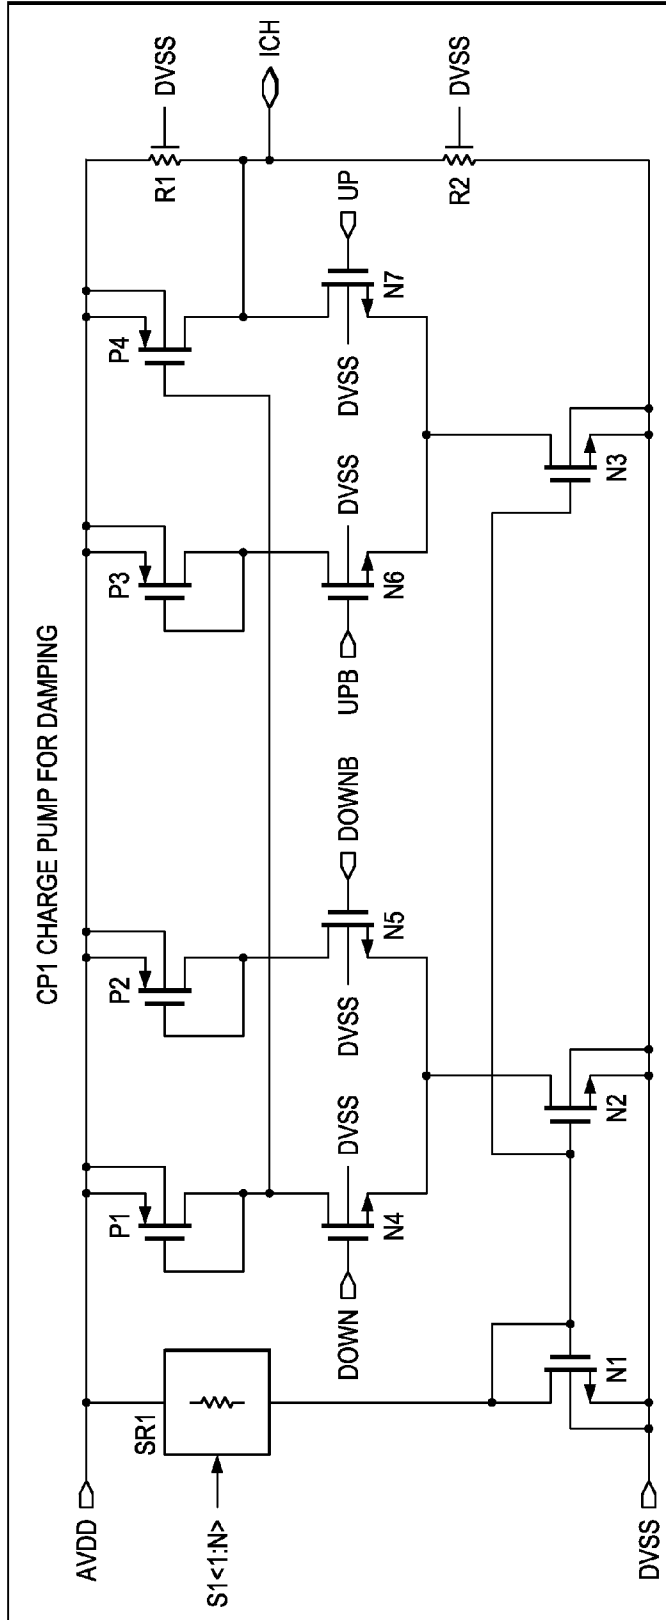 CP1 CHARGE PUMP FOR DAMPING
AVDD
S1<1:N>
SR1
P1
P2
P3
P4
R1
DVSS
ICH
DOWN
N4
DVSS
DVSS
N5
DOWNB
UPB
N6
DVSS
DVSS
N7
UP
R2
DVSS
DVSS
N1
N2
N3